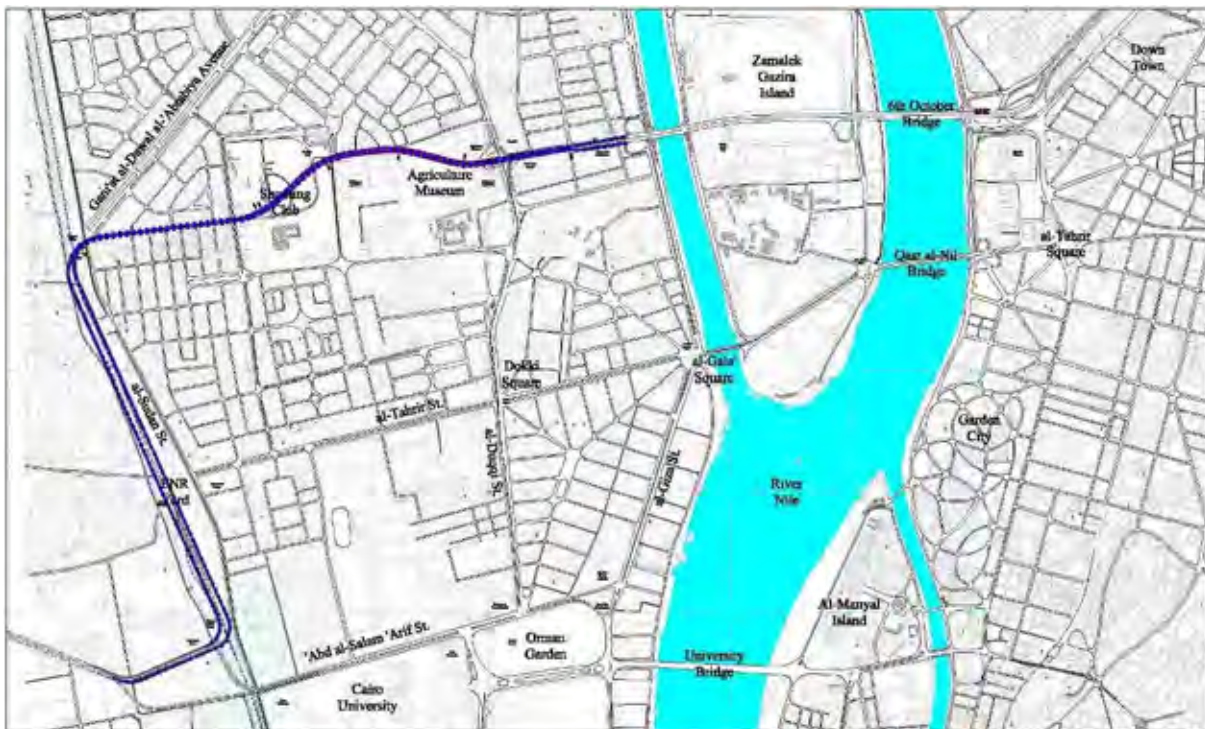 Down
Town
Zamalek
Gazira
Island
6th October
Bridge
Gami'at al-Dewal al-'Alrabiya Avenue
Agriculture
Museum
Club
al-Tahrir
Square
Qasr al-Nil
Bridge
al-Gala'
Square
Dokki
Square
al-Sudan St.
al-Tahrir St.
Garden
City
al-Duqqi St.
al-Giza St.
ENR
Yard
River
Nile
Al-Manyal
Island
'Abd al-Salam 'Arif St.
Orman
Garden
University
Bridge
Cairo
University